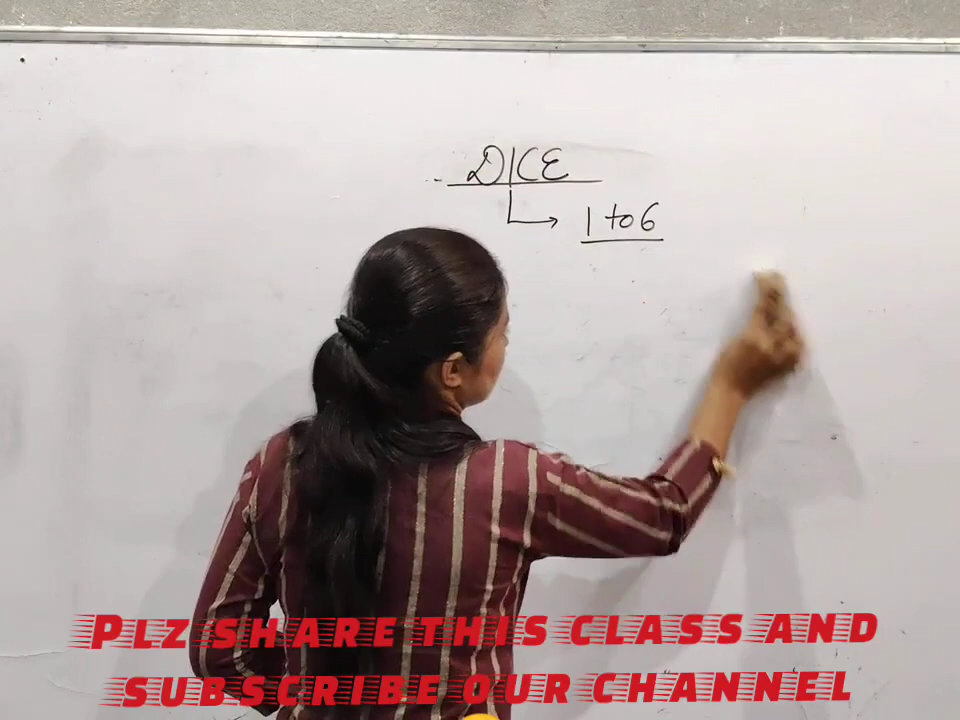 DICE
1 to 6
PLZ SHARE THIS CLASS AND
SUBSCRIBE OUR CHANNEL